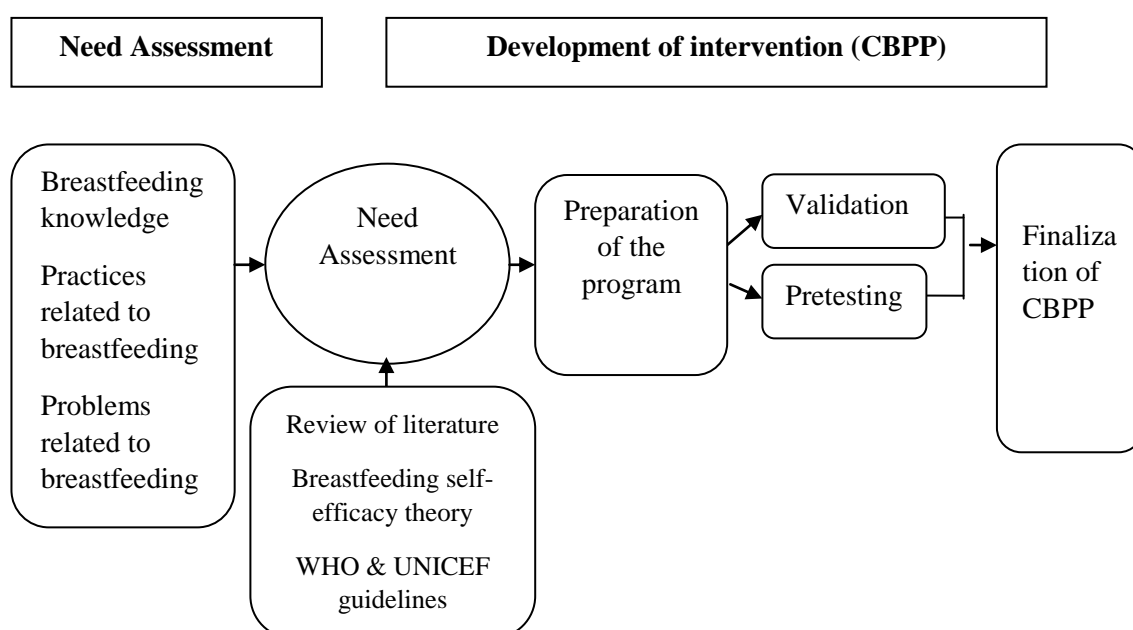 Need Assessment
Development of intervention (CBPP)
Breastfeeding
knowledge
Practices
related to
breastfeeding
Problems
related to
breastfeeding
Need
Assessment
Review of literature
Breastfeeding self-
efficacy theory
WHO & UNICEF
guidelines
Preparation
of the
program
Validation
Pretesting
Finaliza
tion of
CBPP